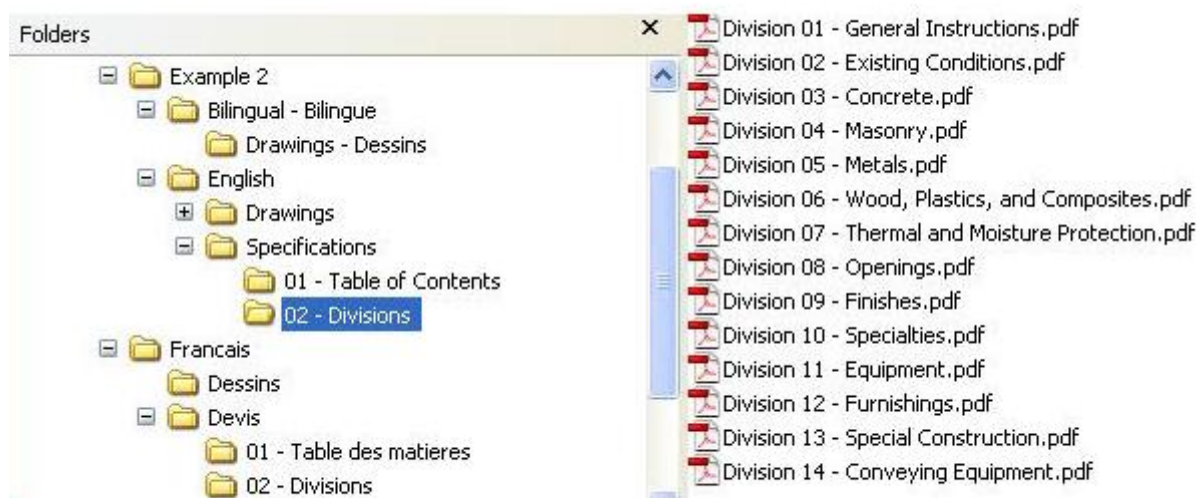 Folders
Example 2
Bilingual - Bilingue
Drawings - Dessins
English
Drawings
Specifications
01 - Table of Contents
02 - Divisions
Francais
Dessins
Devis
01 - Table des matieres
02 - Divisions
Division 01 - General Instructions.pdf
Division 02 - Existing Conditions.pdf
Division 03 - Concrete.pdf
Division 04 - Masonry.pdf
Division 05 - Metals.pdf
Division 06 - Wood, Plastics, and Composites.pdf
Division 07 - Thermal and Moisture Protection.pdf
Division 08 - Openings.pdf
Division 09 - Finishes.pdf
Division 10 - Specialties.pdf
Division 11 - Equipment.pdf
Division 12 - Furnishings.pdf
Division 13 - Special Construction.pdf
Division 14 - Conveying Equipment.pdf